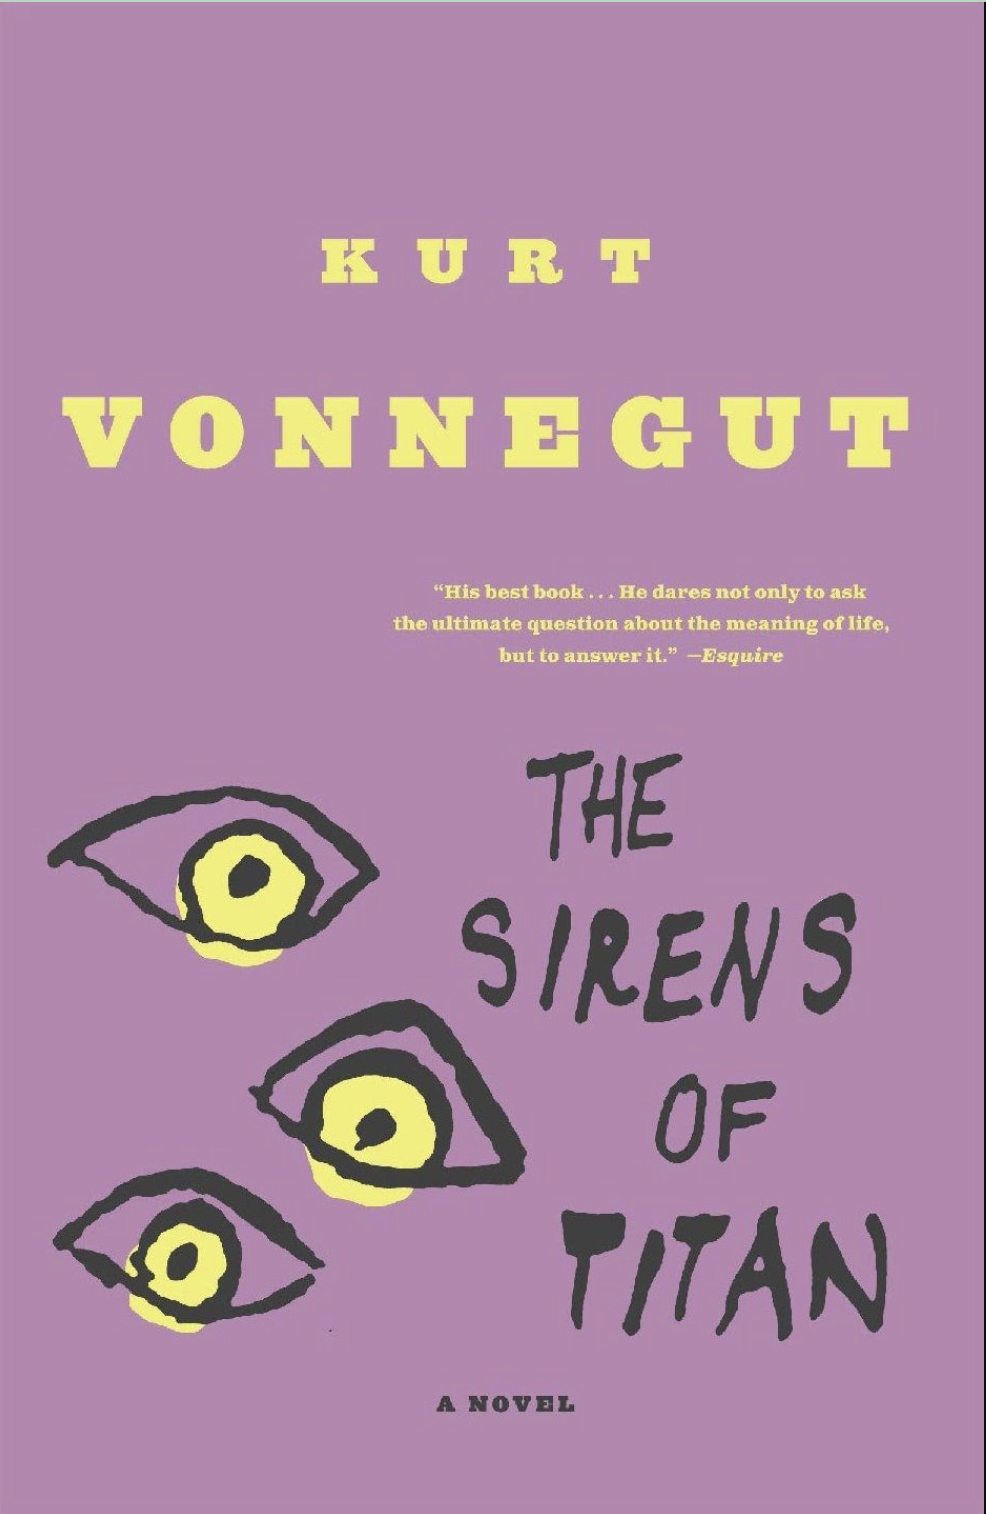 KURT
VONNEGUT
“His best book . . . He dares not only to ask
the ultimate question about the meaning of life,
but to answer it.” —Esquire
THE
SIRENS
OF
TITAN
A NOVEL